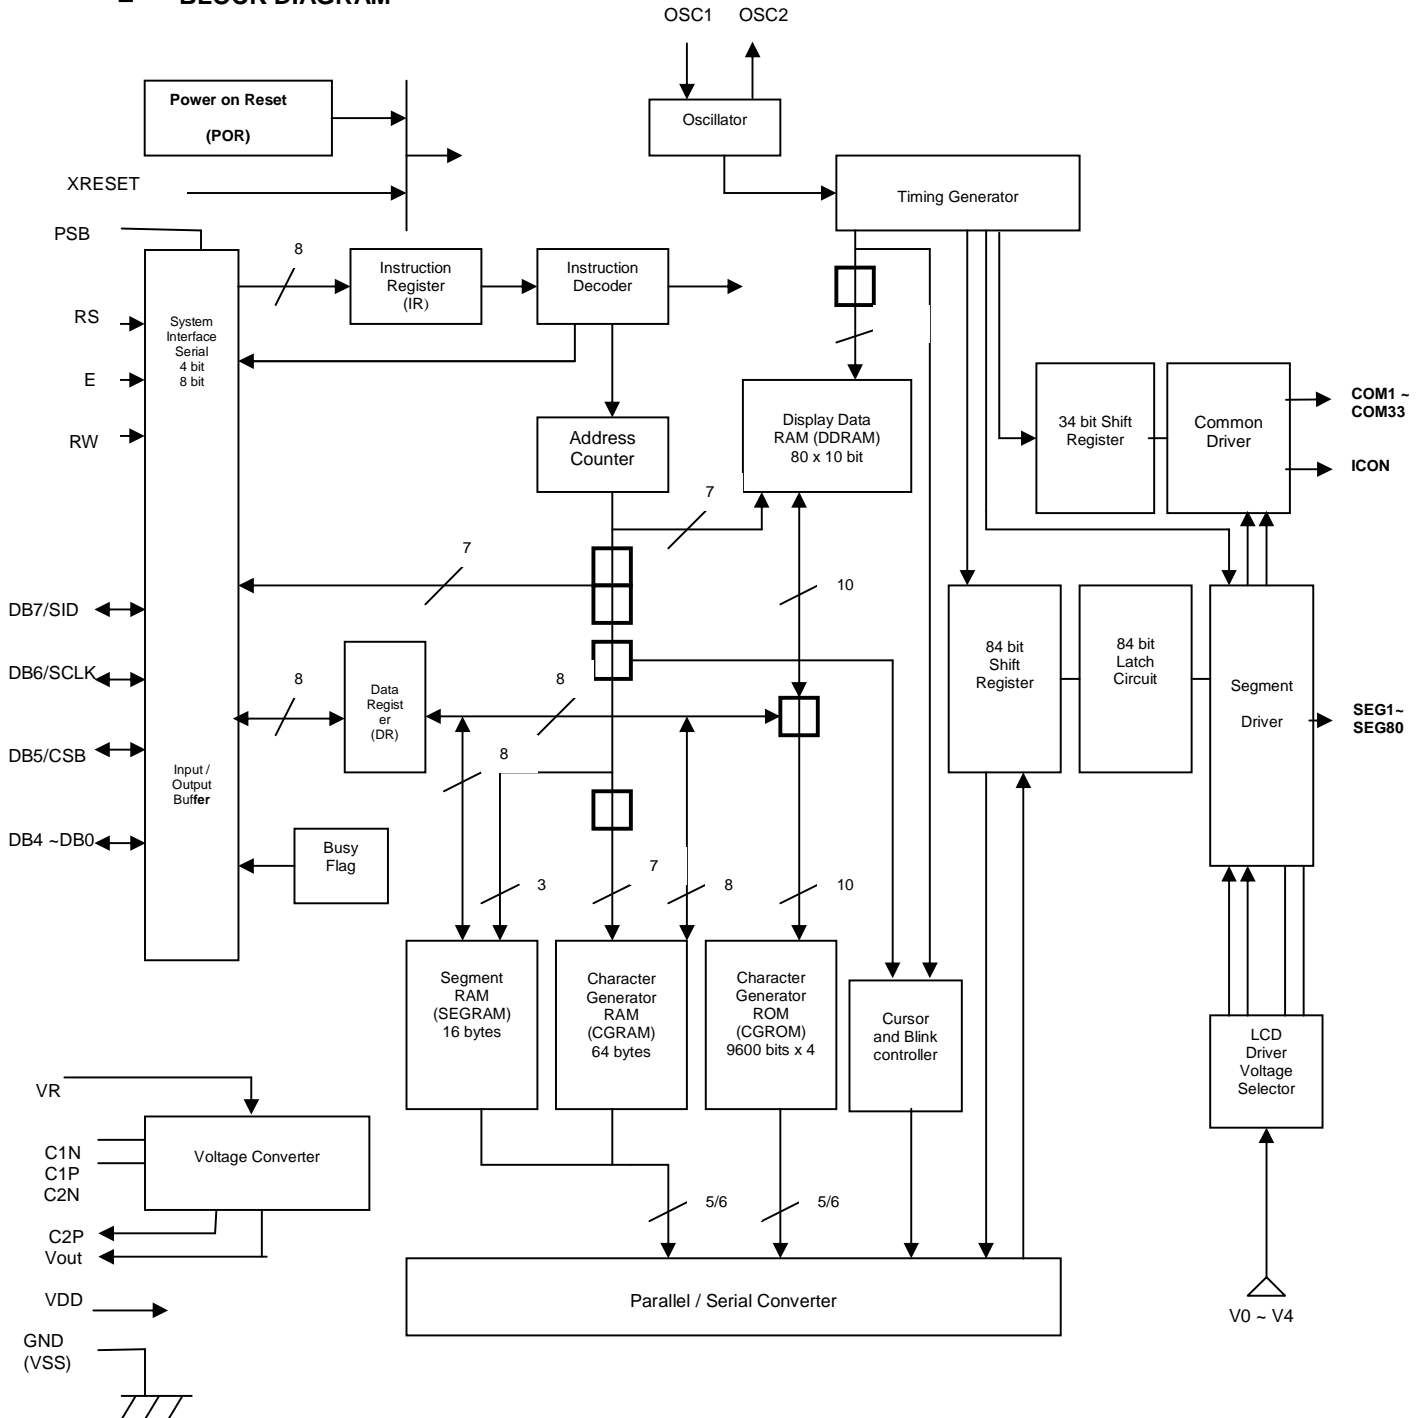 BLOCK DIAGRAM
OSC1 OSC2
Power on Reset
(POR)
Oscillator
XRESET
Timing Generator
PSB
8
Instruction
Register
(IR)
Instruction
Decoder
RS
E
RW
System
Interface
Serial
4 bit
8 bit
Address
Counter
Display Data
RAM (DDRAM)
80 x 10 bit
34 bit Shift
Register
Common
Driver
COM1 ~
COM33
ICON
7
7
10
DB7/SID
DB6/SCLK
DB5/CSB
DB4 ~DB0
8
Data
Regist
er
(DR)
8
8
84 bit
Shift
Register
84 bit
Latch
Circuit
Segment
Driver
SEG1~
SEG80
Input /
Output
Buffer
Busy
Flag
3
7
8
10
Segment
RAM
(SEGRAM)
16 bytes
Character
Generator
RAM
(CGRAM)
64 bytes
Character
Generator
ROM
(CGROM)
9600 bits x 4
Cursor
and Blink
controller
LCD
Driver
Voltage
Selector
VR
C1N
C1P
C2N
Voltage Converter
C2P
Vout
5/6
5/6
VDD
Parallel / Serial Converter
V0 ~ V4
GND
(VSS)